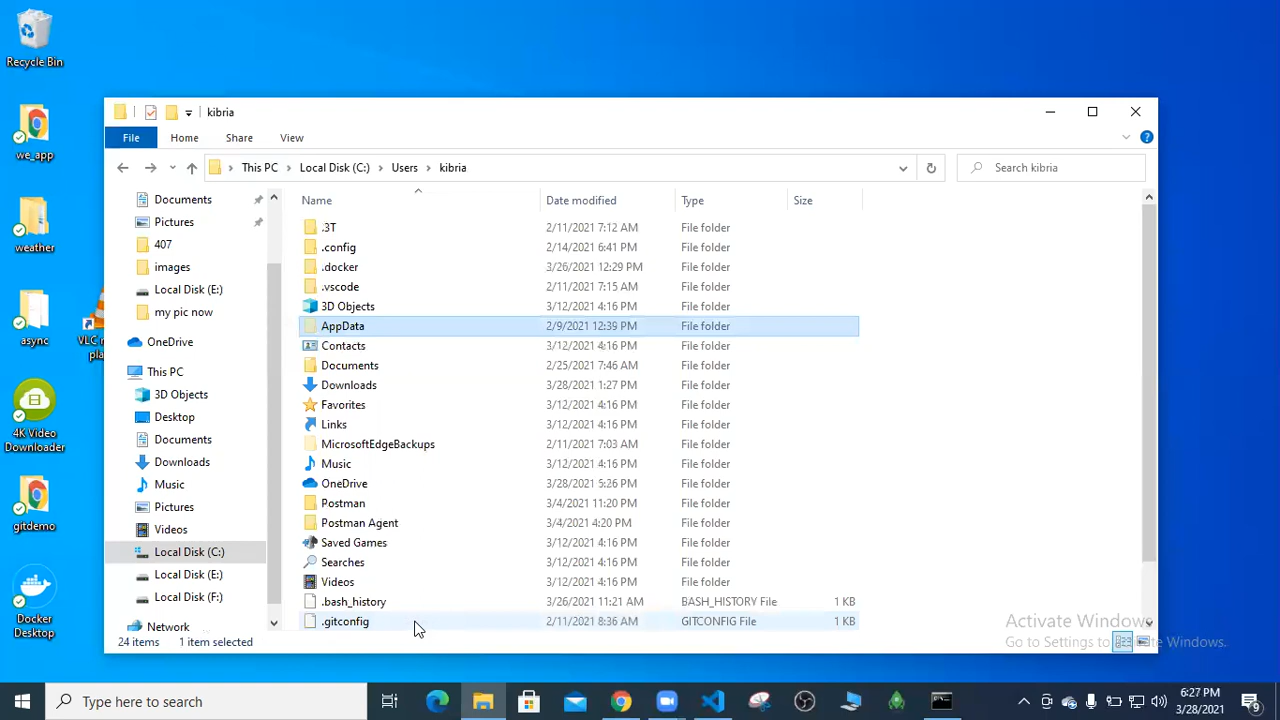 Recycle Bin
we_app
weather
async
VLC m
pla
4K Video
Downloader
gitdemo
Docker
Desktop
kibria
File Home Share View
This PC Local Disk (C:) Users kibria
Search kibria
Documents
Pictures
407
images
Local Disk (E:)
my pic now
OneDrive
This PC
3D Objects
Desktop
Documents
Downloads
Music
Pictures
Videos
Local Disk (C:)
Local Disk (E:)
Local Disk (F:)
Network
Name Date modified Type Size
.3T 2/11/2021 7:12 AM File folder
.config 2/14/2021 6:41 PM File folder
.docker 3/26/2021 12:29 PM File folder
.vscode 2/11/2021 7:15 AM File folder
3D Objects 3/12/2021 4:16 PM File folder
AppData 2/9/2021 12:39 PM File folder
Contacts 3/12/2021 4:16 PM File folder
Documents 2/25/2021 7:46 AM File folder
Downloads 3/28/2021 1:27 PM File folder
Favorites 3/12/2021 4:16 PM File folder
Links 3/12/2021 4:16 PM File folder
MicrosoftEdgeBackups 2/11/2021 7:03 AM File folder
Music 3/12/2021 4:16 PM File folder
OneDrive 3/28/2021 5:26 PM File folder
Postman 3/4/2021 11:20 PM File folder
Postman Agent 3/4/2021 4:20 PM File folder
Saved Games 3/12/2021 4:16 PM File folder
Searches 3/12/2021 4:16 PM File folder
Videos 3/12/2021 4:16 PM File folder
.bash_history 3/26/2021 11:21 AM BASH_HISTORY File 1 KB
.gitconfig 2/11/2021 8:36 AM GITCONFIG File 1 KB
24 items 1 item selected
Activate Windows
Go to Settings to activate Windows.
Type here to search
6:27 PM
3/28/2021
9